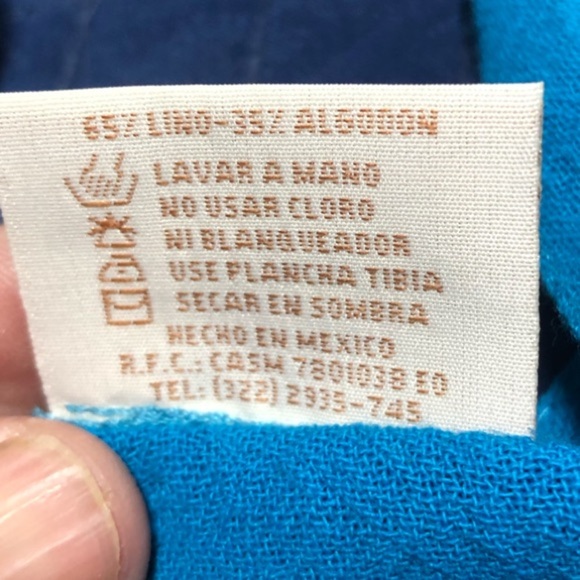 65% LINO-35% ALGODON
LAVAR A MANO
NO USAR CLORO
NI BLANQUEADOR
USE PLANCHA TIBIA
SECAR EN SOMBRA
HECHO EN MEXICO
R.F.C.: CASM 7801038 E0
TEL: (322) 2935-745